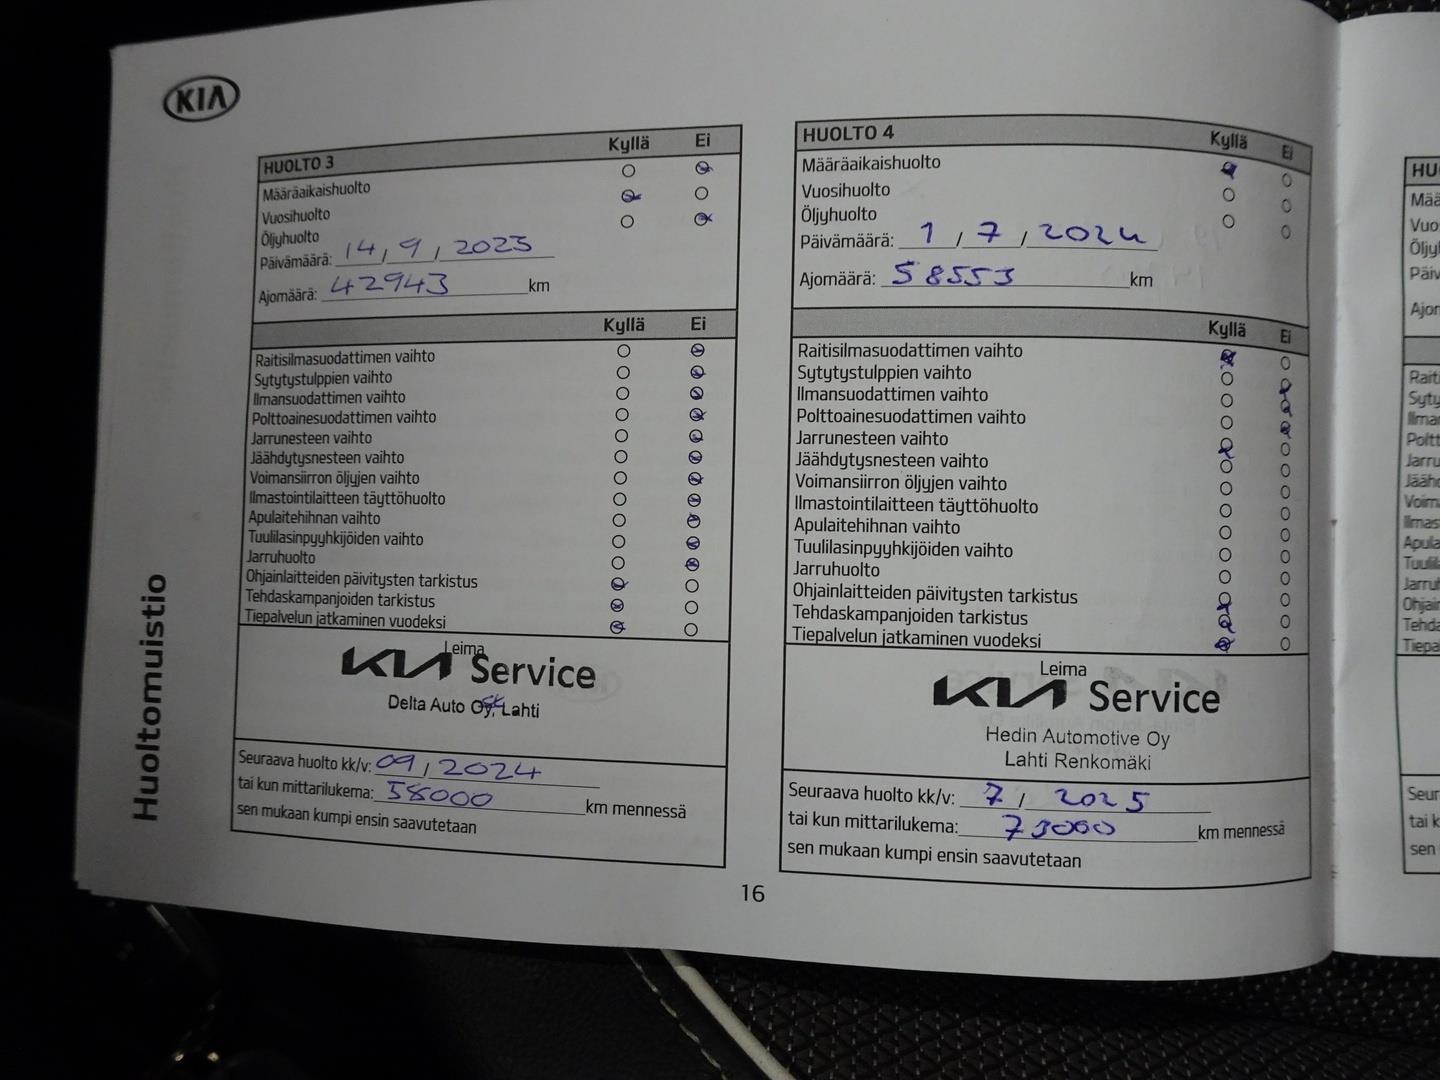 KIA
Huoltomuistio
HUOLTO 3 Kyllä Ei
Määräaikaishuolto
Vuosihuolto
Öljyhuolto
Päivämäärä: 14, 9, 2023
Ajomäärä: 42943 km
Kyllä Ei
Raitisilmasuodattimen vaihto
Sytytystulppien vaihto
Ilmansuodattimen vaihto
Polttoainesuodattimen vaihto
Jarrunesteen vaihto
Jäähdytysnesteen vaihto
Voimansiirron öljyjen vaihto
Ilmastointilaitteen täyttöhuolto
Apulaitehihnan vaihto
Tuulilasinpyyhkijöiden vaihto
Jarruhuolto
Ohjainlaitteiden päivitysten tarkistus
Tehdaskampanjoiden tarkistus
Tiepalvelun jatkaminen vuodeksi
Leima
KIA Service
Delta Auto Oy, Lahti
Seuraava huolto kk/v: 09 / 2024
tai kun mittarilukema: 58000 km mennessä
sen mukaan kumpi ensin saavutetaan
HUOLTO 4 Kyllä Ei
Määräaikaishuolto
Vuosihuolto
Öljyhuolto
Päivämäärä: 1 / 7 / 2024
Ajomäärä: 58553 km
Kyllä Ei
Raitisilmasuodattimen vaihto
Sytytystulppien vaihto
Ilmansuodattimen vaihto
Polttoainesuodattimen vaihto
Jarrunesteen vaihto
Jäähdytysnesteen vaihto
Voimansiirron öljyjen vaihto
Ilmastointilaitteen täyttöhuolto
Apulaitehihnan vaihto
Tuulilasinpyyhkijöiden vaihto
Jarruhuolto
Ohjainlaitteiden päivitysten tarkistus
Tehdaskampanjoiden tarkistus
Tiepalvelun jatkaminen vuodeksi
Leima
KIA Service
Hedin Automotive Oy
Lahti Renkomäki
Seuraava huolto kk/v: 7 / 2025
tai kun mittarilukema: 73000 km mennessä
sen mukaan kumpi ensin saavutetaan
16